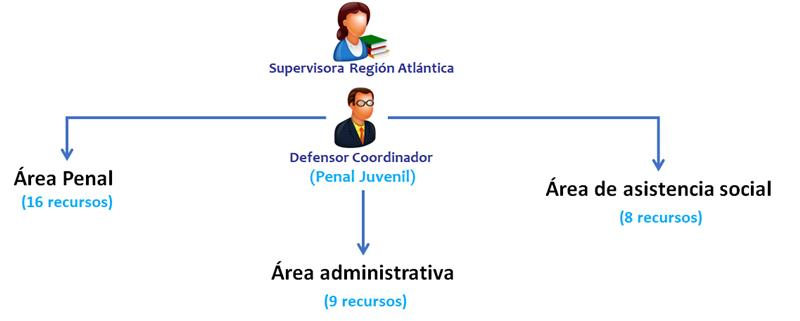 Supervisora Región Atlántica
Defensor Coordinador
(Penal Juvenil)
Área Penal
(16 recursos)
Área de asistencia social
(8 recursos)
Área administrativa
(9 recursos)